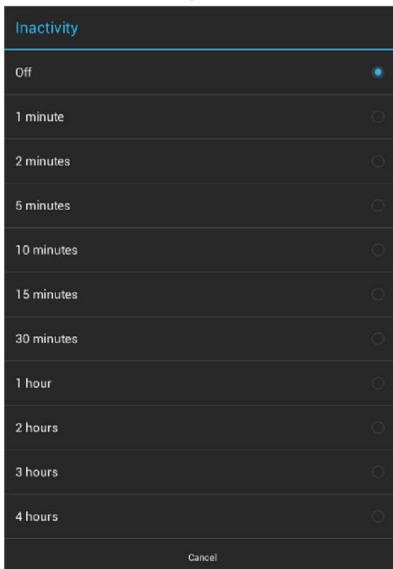 Inactivity
Off
1 minute
2 minutes
5 minutes
10 minutes
15 minutes
30 minutes
1 hour
2 hours
3 hours
4 hours
Cancel